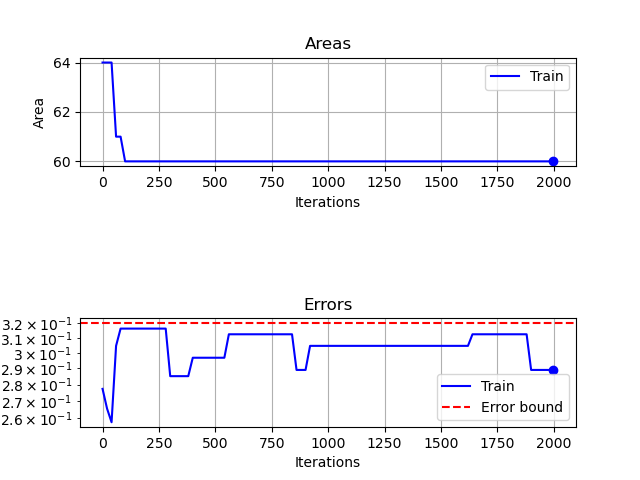 Areas
Train
64
62
60
Area
0 250 500 750 1000 1250 1500 1750 2000
Iterations
Errors
3.2 × 10⁻¹
3.1 × 10⁻¹
3 × 10⁻¹
2.9 × 10⁻¹
2.8 × 10⁻¹
2.7 × 10⁻¹
2.6 × 10⁻¹
Train
Error bound
0 250 500 750 1000 1250 1500 1750 2000
Iterations